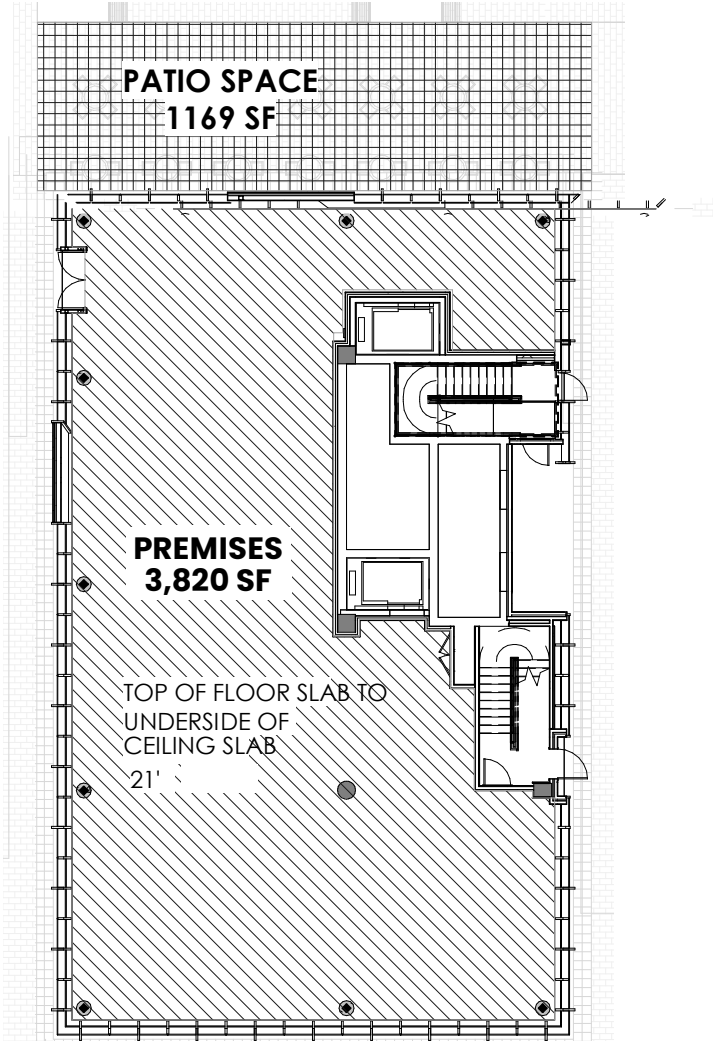 PATIO SPACE
1169 SF
PREMISES
3,820 SF
TOP OF FLOOR SLAB TO
UNDERSIDE OF
CEILING SLAB
21'